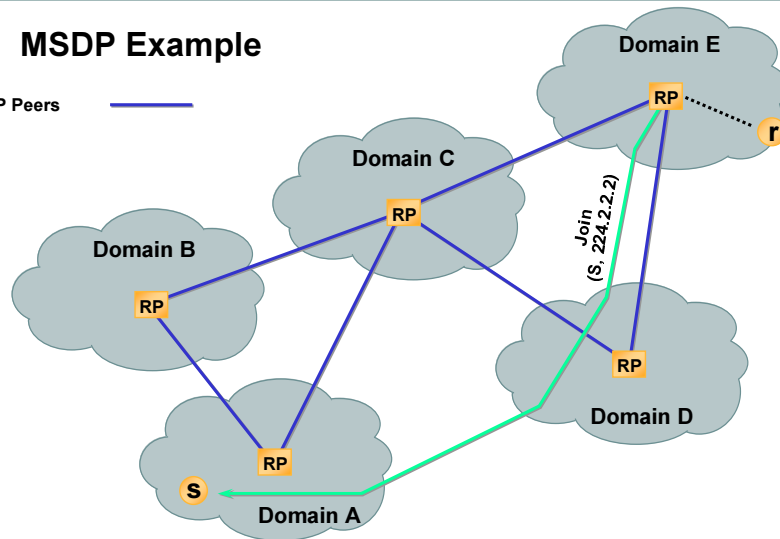 MSDP Example
P Peers
Domain E
RP
r
Domain C
RP
Join
(S, 224.2.2.2)
Domain B
RP
RP
Domain D
RP
s
Domain A